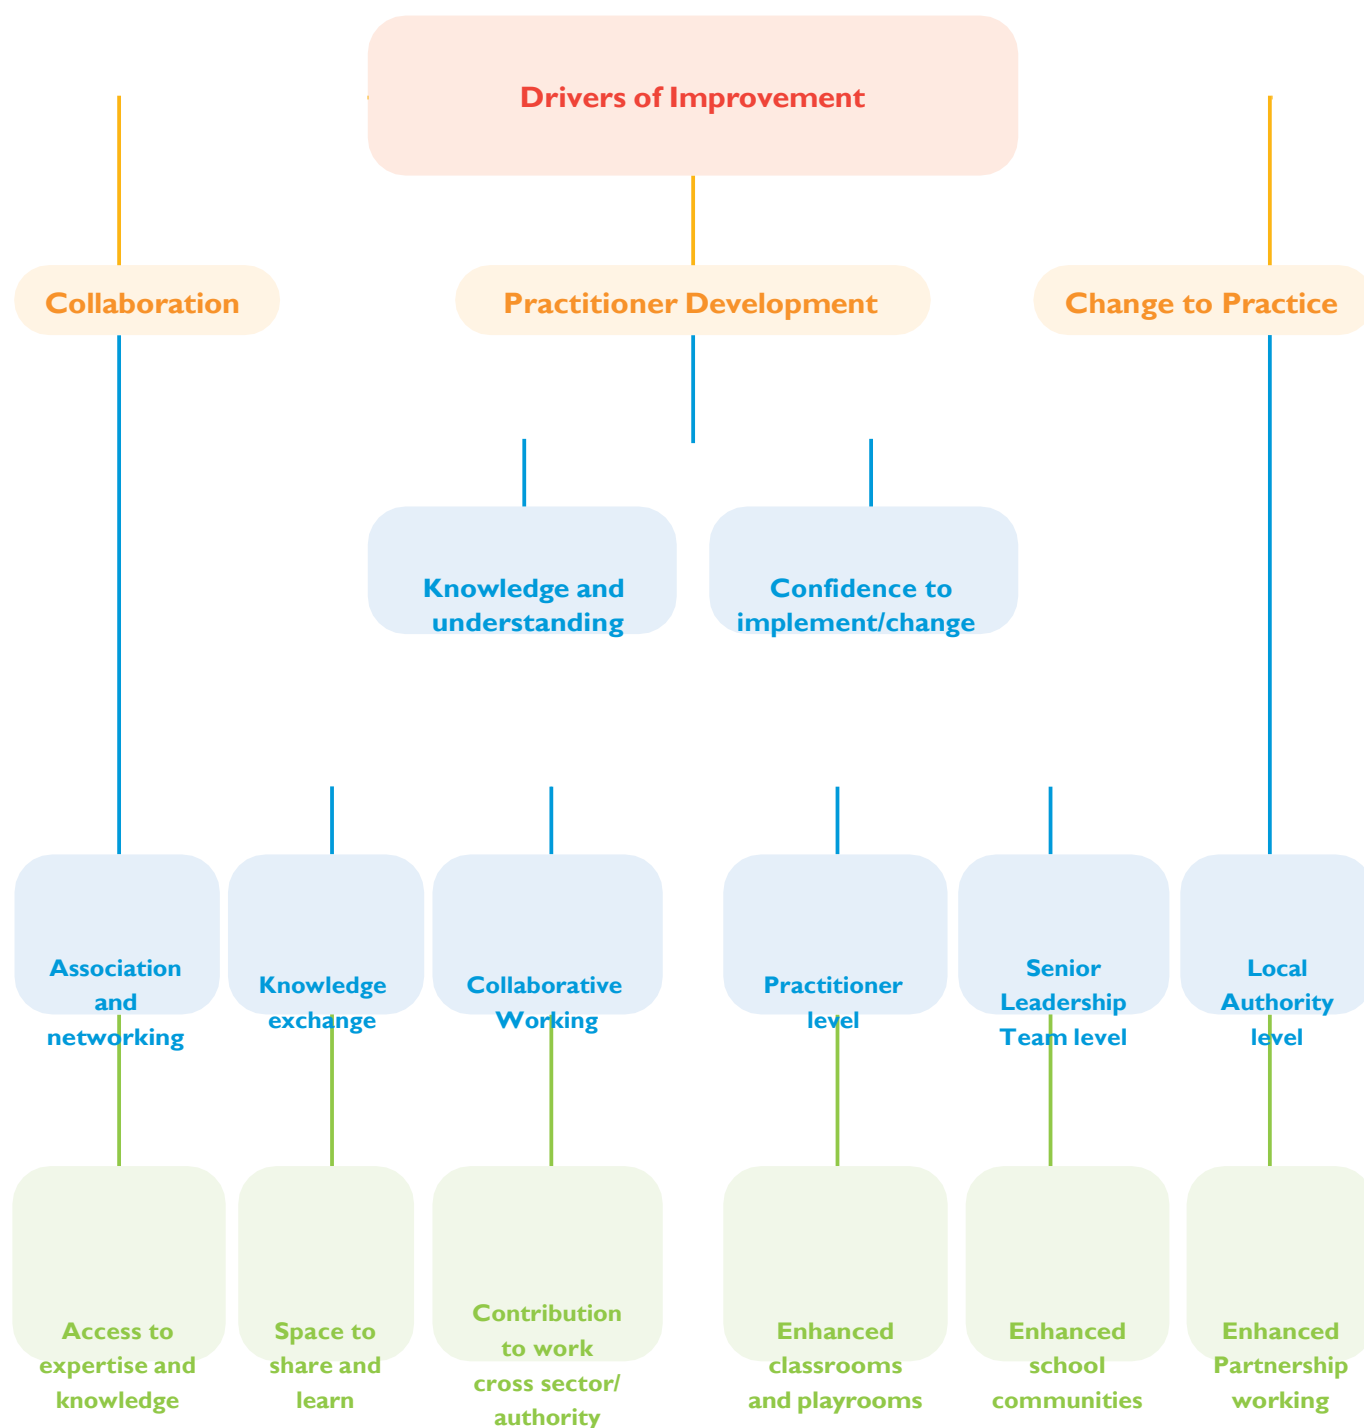 Drivers of Improvement
Collaboration
Practitioner Development
Change to Practice
Knowledge and
understanding
Confidence to
implement/change
Association
and
networking
Knowledge
exchange
Collaborative
Working
Practitioner
level
Senior
Leadership
Team level
Local
Authority
level
Access to
expertise and
knowledge
Space to
share and
learn
Contribution
to work
cross sector/
authority
Enhanced
classrooms
and playrooms
Enhanced
school
communities
Enhanced
Partnership
working